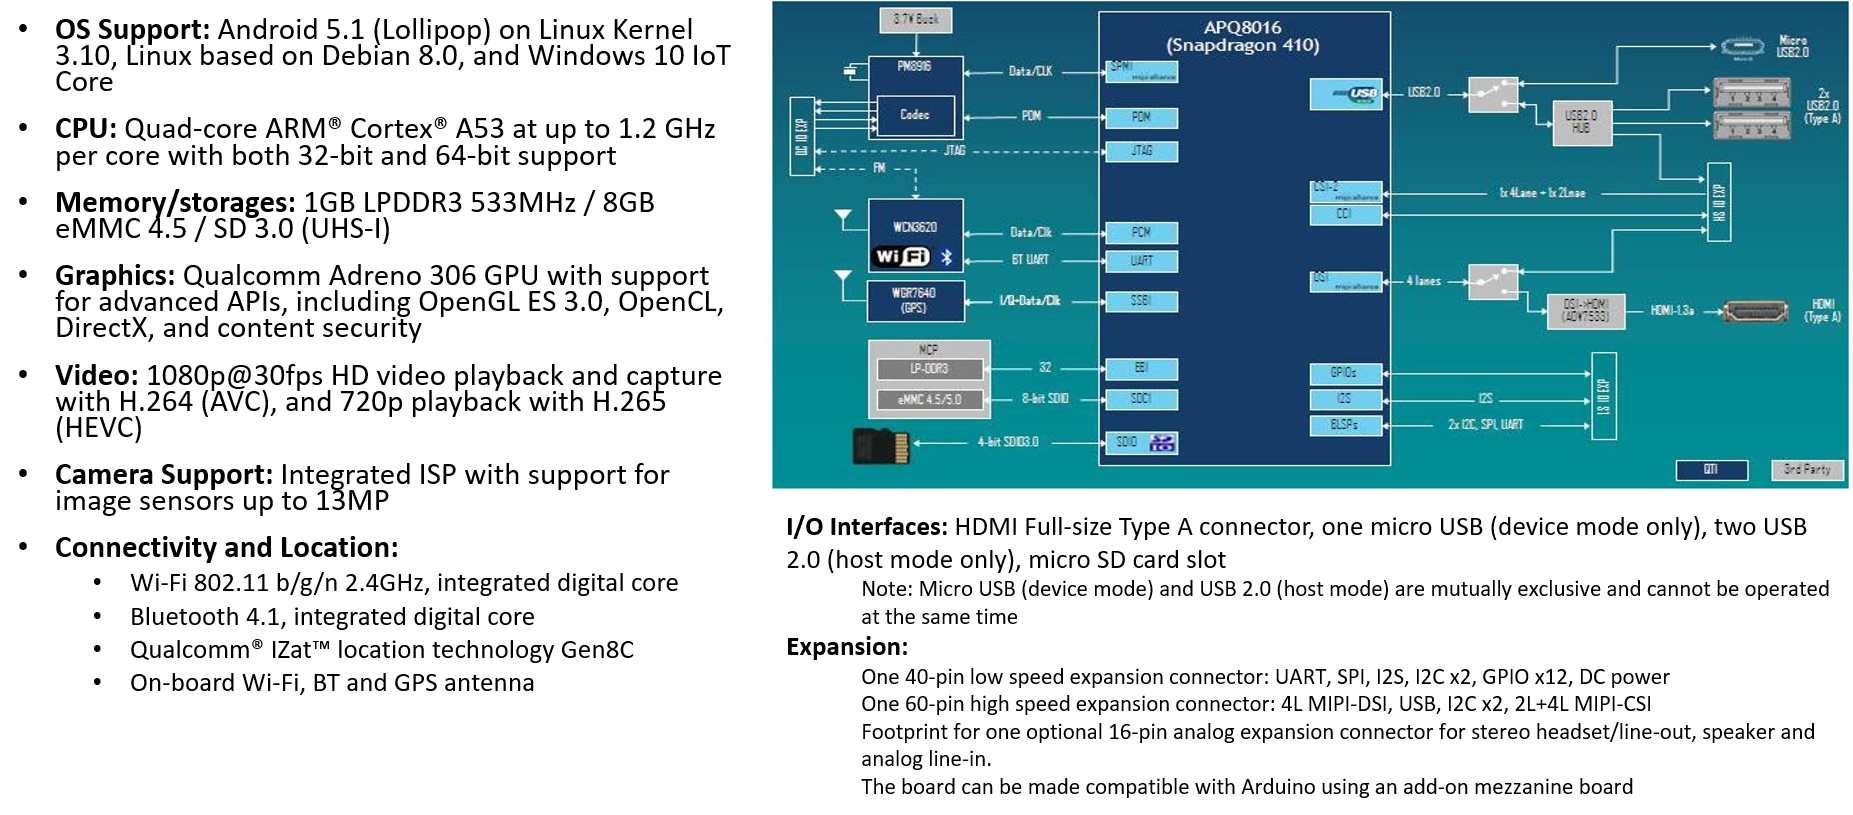 • OS Support: Android 5.1 (Lollipop) on Linux Kernel
3.10, Linux based on Debian 8.0, and Windows 10 IoT
Core
• CPU: Quad-core ARM® Cortex® A53 at up to 1.2 GHz
per core with both 32-bit and 64-bit support
• Memory/storages: 1GB LPDDR3 533MHz / 8GB
eMMC 4.5 / SD 3.0 (UHS-I)
• Graphics: Qualcomm Adreno 306 GPU with support
for advanced APIs, including OpenGL ES 3.0, OpenCL,
DirectX, and content security
• Video: 1080p@30fps HD video playback and capture
with H.264 (AVC), and 720p playback with H.265
(HEVC)
• Camera Support: Integrated ISP with support for
image sensors up to 13MP
• Connectivity and Location:
• Wi-Fi 802.11 b/g/n 2.4GHz, integrated digital core
• Bluetooth 4.1, integrated digital core
• Qualcomm® IZat™ location technology Gen8C
• On-board Wi-Fi, BT and GPS antenna
3.7V Buck
APQ8016
(Snapdragon 410)
PM8916
Codec
Data/CLK
SPMI
mipi alliance
PDM
PDM
JTAG
JTAG
FM
WCN3620
WiFi
Data/Clk
PCM
BT UART
UART
WGR7640
(GPS)
I/Q+Data/Clk
SSBI
MCP
LP-DDR3
32
EBI
eMMC 4.5/5.0
8-bit SDIO
SDC1
4-bit SDIO3.0
SDIO
USB
USB2.0
Micro
USB2.0
USB2.0
HUB
2x
USB2.0
(Type A)
CSI-2
mipi alliance
1x 4Lane + 1x 2Lnae
CCI
HS IO EXP
DSI
mipi alliance
4 lanes
DSI->HDMI
(ADV7533)
HDMI-1.3a
HDMI
(Type A)
GPIOs
I2S
I2S
BLSPs
2x I2C, SPI, UART
LS IO EXP
QTI
3rd Party
I/O Interfaces: HDMI Full-size Type A connector, one micro USB (device mode only), two USB
2.0 (host mode only), micro SD card slot
Note: Micro USB (device mode) and USB 2.0 (host mode) are mutually exclusive and cannot be operated
at the same time
Expansion:
One 40-pin low speed expansion connector: UART, SPI, I2S, I2C x2, GPIO x12, DC power
One 60-pin high speed expansion connector: 4L MIPI-DSI, USB, I2C x2, 2L+4L MIPI-CSI
Footprint for one optional 16-pin analog expansion connector for stereo headset/line-out, speaker and
analog line-in.
The board can be made compatible with Arduino using an add-on mezzanine board